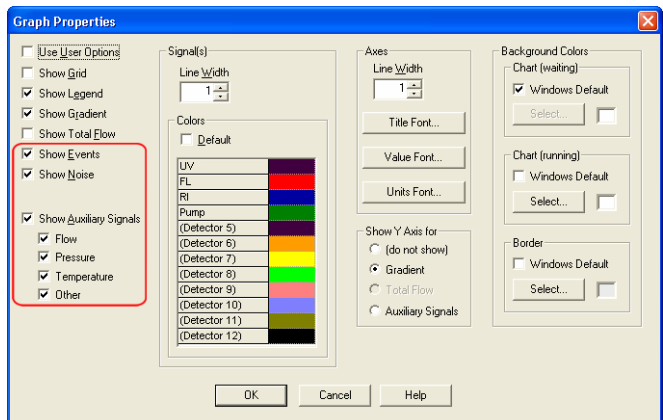 Graph Properties
Use User Options
Show Grid
Show Legend
Show Gradient
Show Total Flow
Show Events
Show Noise
Show Auxiliary Signals
Flow
Pressure
Temperature
Other
Signal(s)
Line Width
1
Colors
Default
UV
FL
RI
Pump
(Detector 5)
(Detector 6)
(Detector 7)
(Detector 8)
(Detector 9)
(Detector 10)
(Detector 11)
(Detector 12)
Axes
Line Width
1
Title Font...
Value Font...
Units Font...
Show Y Axis for
(do not show)
Gradient
Total Flow
Auxiliary Signals
Background Colors
Chart (waiting)
Windows Default
Select...
Chart (running)
Windows Default
Select...
Border
Windows Default
Select...
OK
Cancel
Help